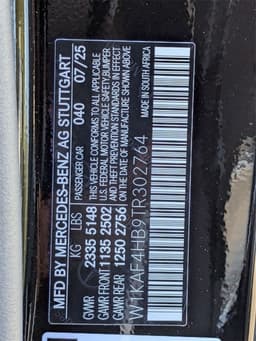 MFD BY MERCEDES-BENZ AG STUTTGART
PASSENGER CAR 040 07/25
KG LBS
GVWR 2335 5148
GAWR FRONT 1135 2502
GAWR REAR 1250 2756
THIS VEHICLE CONFORMS TO ALL APPLICABLE
U.S. FEDERAL MOTOR VEHICLE SAFETY, BUMPER,
AND THEFT PREVENTION STANDARDS IN EFFECT ON
THE DATE OF MANUFACTURE SHOWN ABOVE
MADE IN SOUTH AFRICA
W1KAF4HB9TR302764